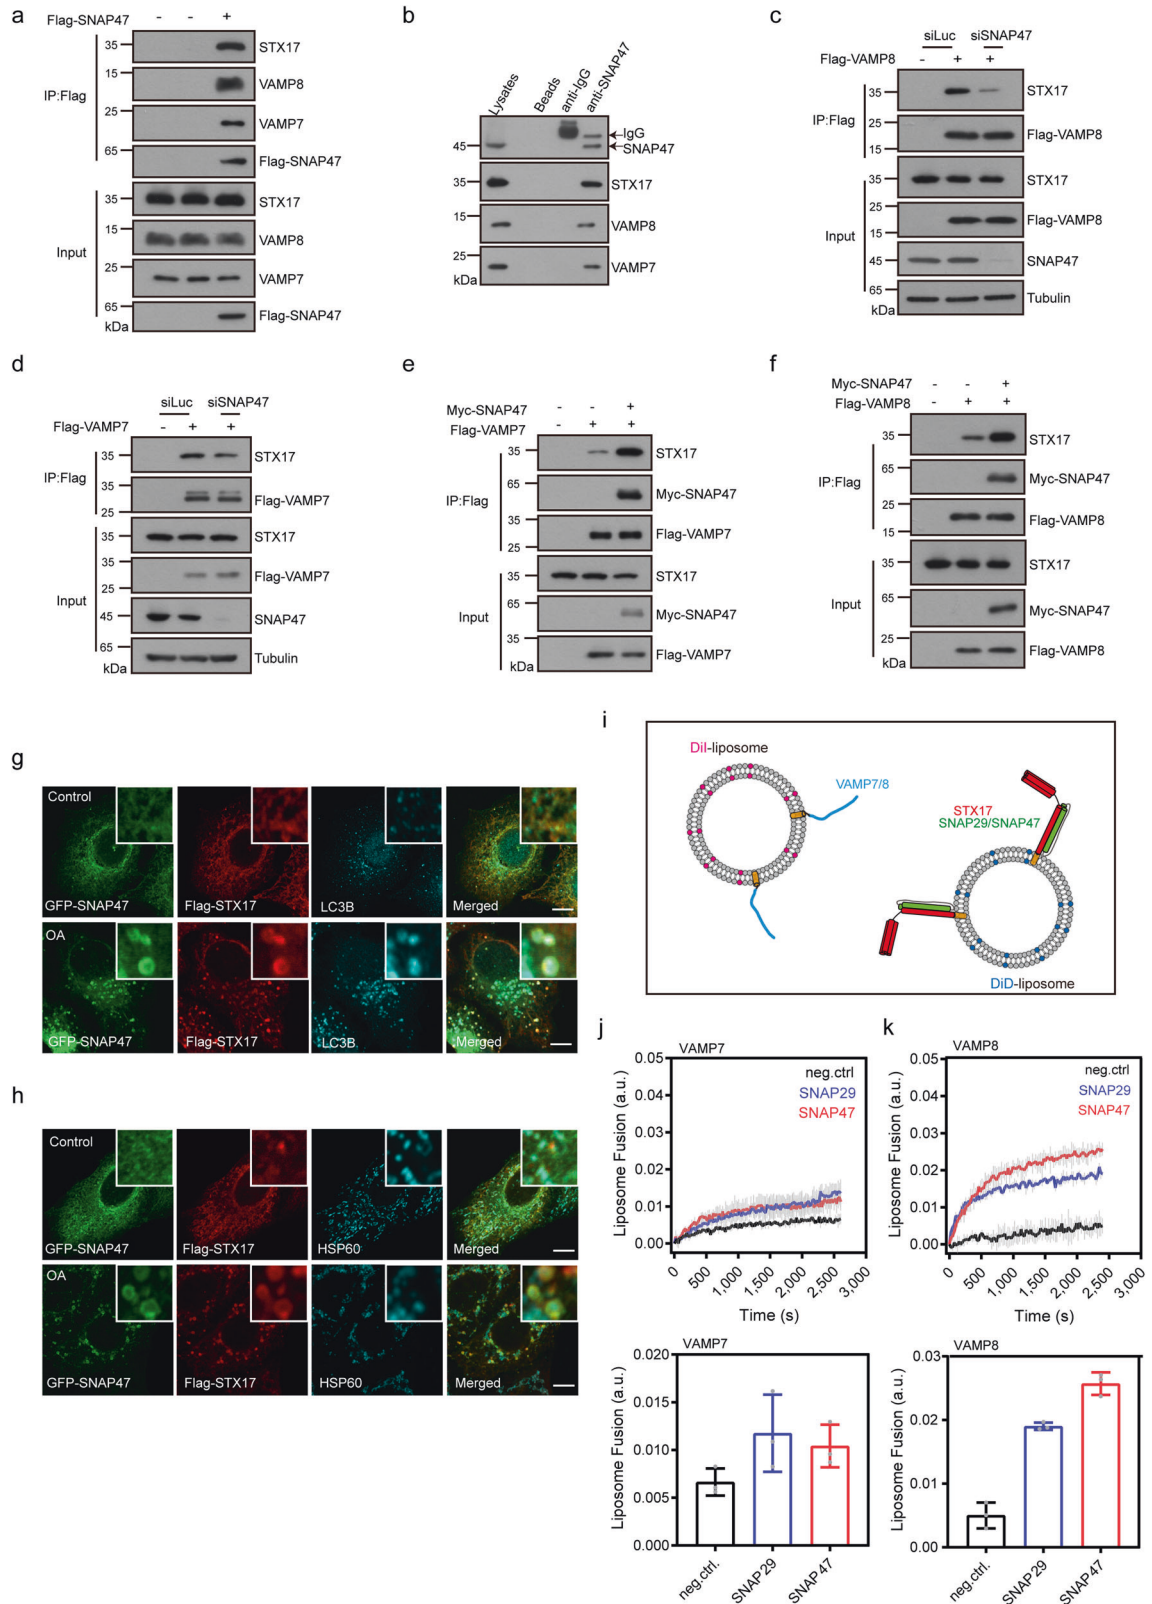 a
Flag-SNAP47 - - +
IP:Flag
35 STX17
15 VAMP8
25 VAMP7
65 Flag-SNAP47
Input
35 STX17
15 VAMP8
25 VAMP7
65 Flag-SNAP47
kDa
b
Lysates Beads anti-IgG anti-SNAP47
IgG
45 SNAP47
35 STX17
15 VAMP8
25 VAMP7
kDa
c
siLuc siSNAP47
Flag-VAMP8 - + +
IP:Flag
35 STX17
25
15 Flag-VAMP8
Input
35 STX17
25
15 Flag-VAMP8
45 SNAP47
65 Tubulin
kDa
d
siLuc siSNAP47
Flag-VAMP7 - + +
IP:Flag
35 STX17
35
25 Flag-VAMP7
Input
35 STX17
35
25 Flag-VAMP7
45 SNAP47
65 Tubulin
kDa
e
Myc-SNAP47 - - +
Flag-VAMP7 - + +
IP:Flag
35 STX17
65 Myc-SNAP47
35
25 Flag-VAMP7
Input
35 STX17
65 Myc-SNAP47
35 Flag-VAMP7
kDa
f
Myc-SNAP47 - - +
Flag-VAMP8 - + +
IP:Flag
35 STX17
65 Myc-SNAP47
25
15 Flag-VAMP8
Input
35 STX17
65 Myc-SNAP47
25 Flag-VAMP8
kDa
g
Control
GFP-SNAP47 Flag-STX17 LC3B Merged
OA
GFP-SNAP47 Flag-STX17 LC3B Merged
h
Control
GFP-SNAP47 Flag-STX17 HSP60 Merged
OA
GFP-SNAP47 Flag-STX17 HSP60 Merged
i
DiI-liposome
VAMP7/8
STX17
SNAP29/SNAP47
DiD-liposome
j
VAMP7
neg.ctrl
SNAP29
SNAP47
Liposome Fusion (a.u.)
0.05
0.04
0.03
0.02
0.01
0.00
0 500 1,000 1,500 2,000 2,500 3,000
Time (s)
VAMP7
Liposome Fusion (a.u.)
0.020
0.015
0.010
0.005
0.000
neg.ctrl. SNAP29 SNAP47
k
VAMP8
neg.ctrl
SNAP29
SNAP47
Liposome Fusion (a.u.)
0.05
0.04
0.03
0.02
0.01
0.00
0 500 1,000 1,500 2,000 2,500 3,000
Time (s)
VAMP8
Liposome Fusion (a.u.)
0.03
0.02
0.01
0.00
neg.ctrl. SNAP29 SNAP47